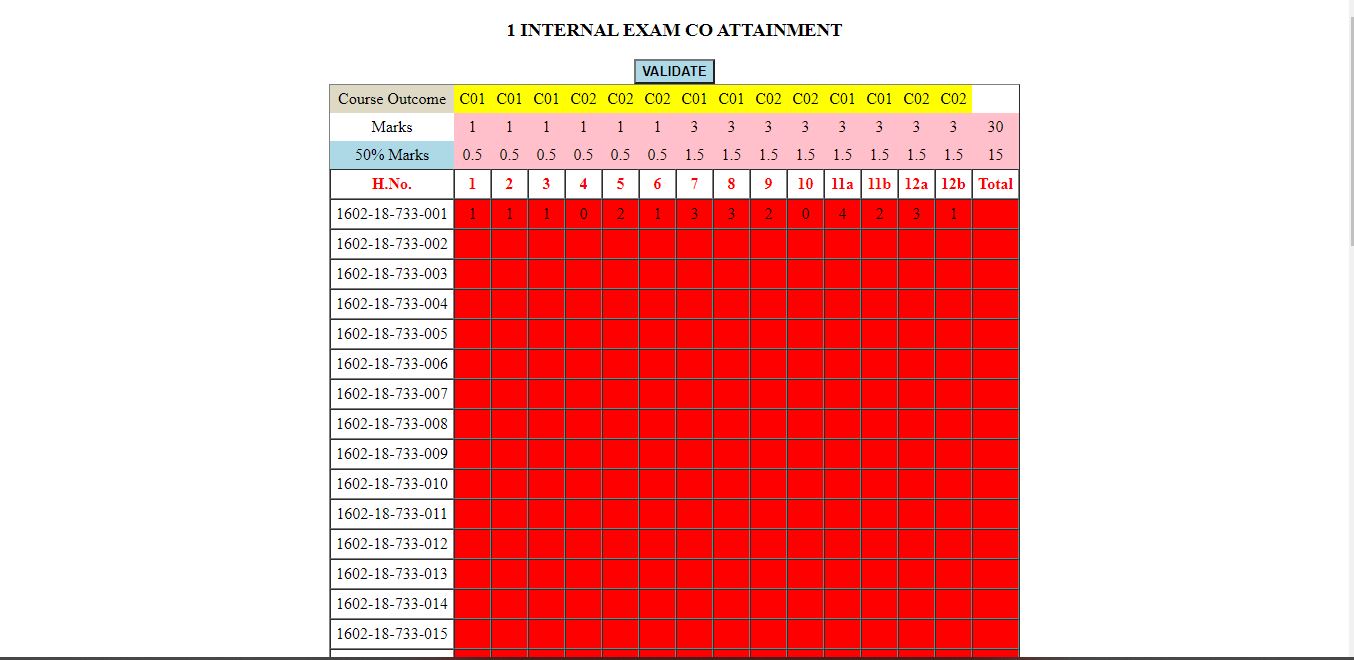 1 INTERNAL EXAM CO ATTAINMENT
VALIDATE
Course Outcome C01 C01 C01 C02 C02 C02 C01 C01 C02 C02 C01 C01 C02 C02
Marks 1 1 1 1 1 1 3 3 3 3 3 3 3 3 30
50% Marks 0.5 0.5 0.5 0.5 0.5 0.5 1.5 1.5 1.5 1.5 1.5 1.5 1.5 1.5 15
H.No. 1 2 3 4 5 6 7 8 9 10 11a 11b 12a 12b Total
1602-18-733-001 1 1 1 0 2 1 3 3 2 0 4 2 3 1
1602-18-733-002
1602-18-733-003
1602-18-733-004
1602-18-733-005
1602-18-733-006
1602-18-733-007
1602-18-733-008
1602-18-733-009
1602-18-733-010
1602-18-733-011
1602-18-733-012
1602-18-733-013
1602-18-733-014
1602-18-733-015